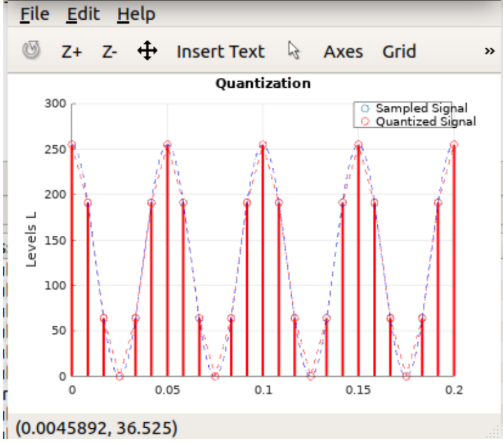 File Edit Help
Z+ Z- Insert Text Axes Grid »
Quantization
Sampled Signal
Quantized Signal
Levels L
300
250
200
150
100
50
0
0 0.05 0.1 0.15 0.2
(0.0045892, 36.525)